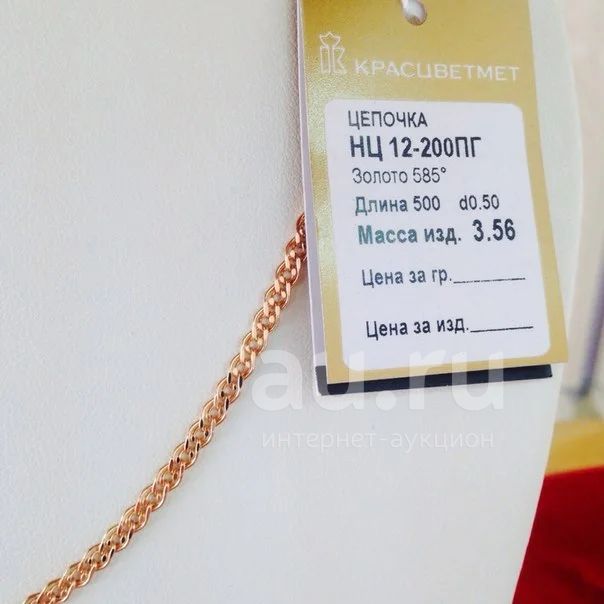 КРАСЦВЕТМЕТ
ЦЕПОЧКА
НЦ 12-200ПГ
Золото 585°
Длина 500 d0.50
Масса изд. 3.56
Цена за гр.
Цена за изд.
au.ru
интернет-аукцион